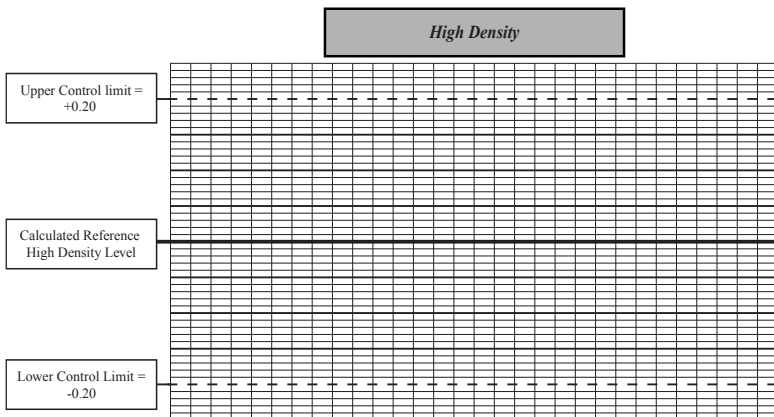 High Density
Upper Control limit =
+0.20
Calculated Reference
High Density Level
Lower Control Limit =
-0.20